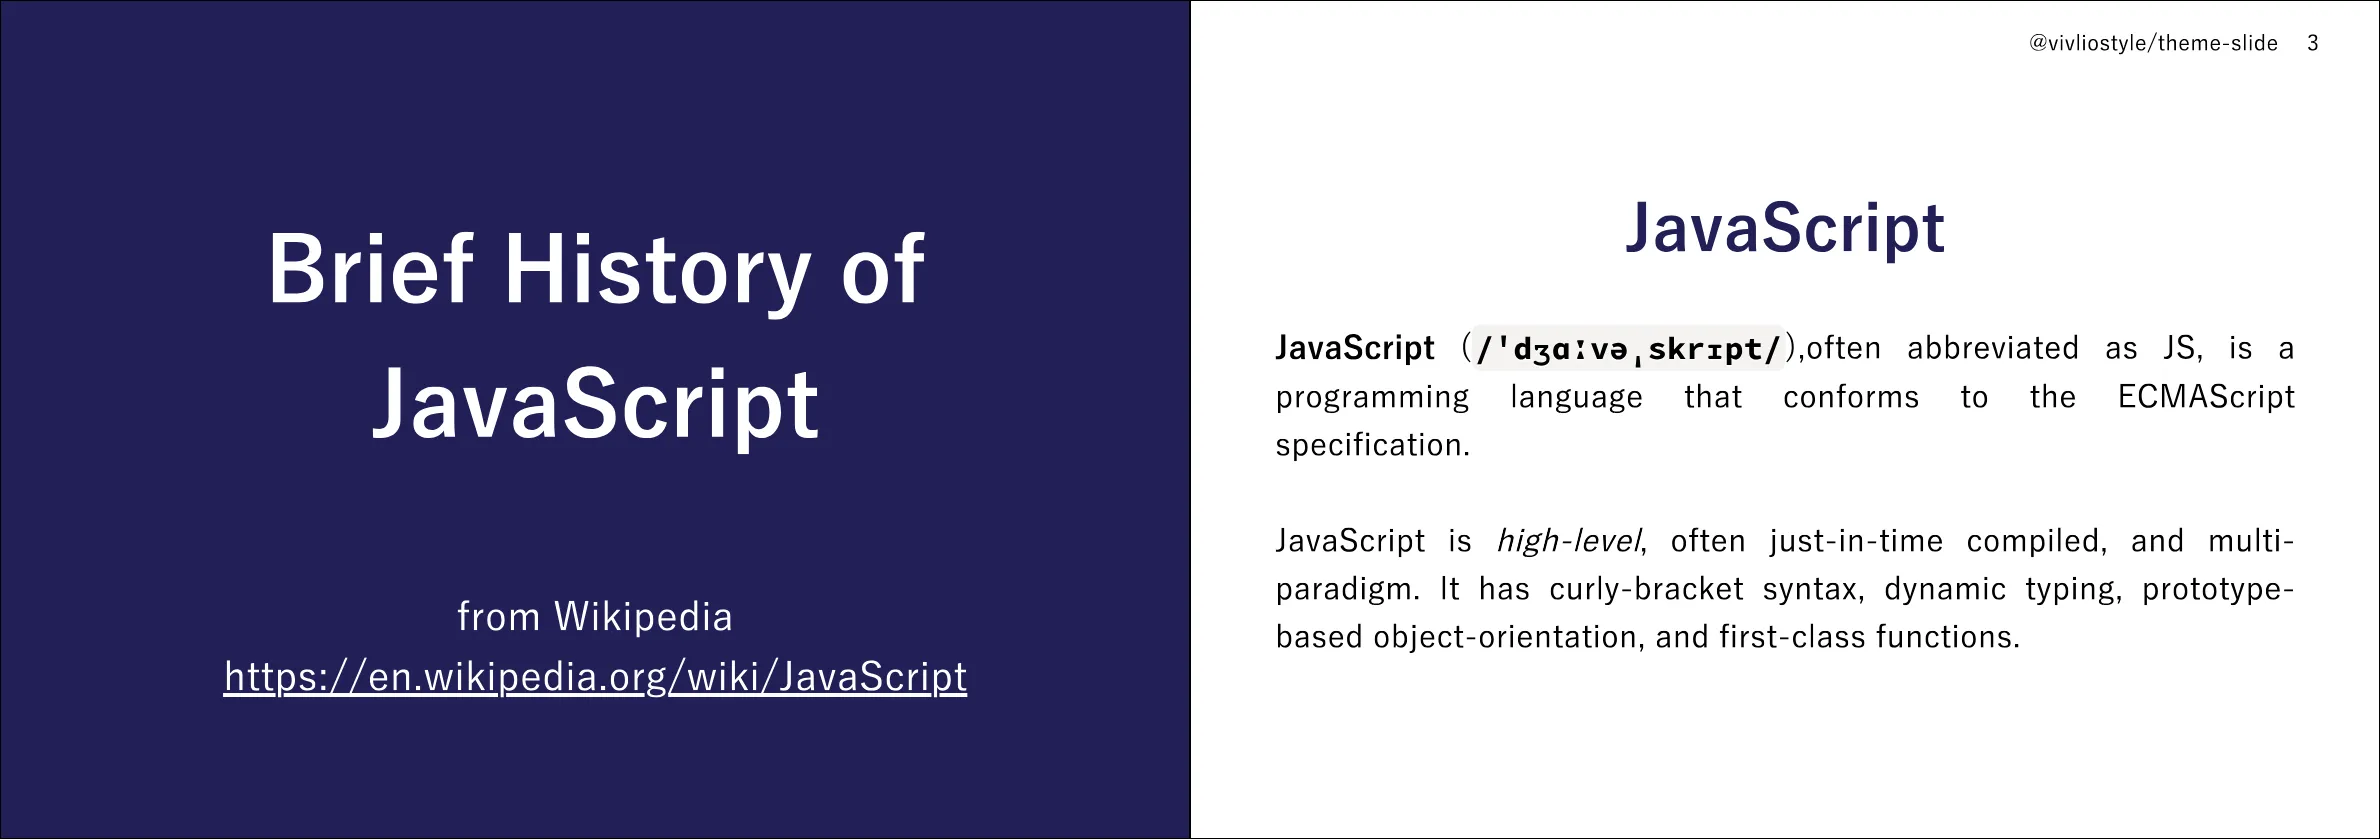 Brief History of
JavaScript
from Wikipedia
https://en.wikipedia.org/wiki/JavaScript
@vivliostyle/theme-slide 3
JavaScript
JavaScript (/ˈdʒɑːvəˌskrɪpt/),often abbreviated as JS, is a
programming language that conforms to the ECMAScript
specification.
JavaScript is high-level, often just-in-time compiled, and multi-
paradigm. It has curly-bracket syntax, dynamic typing, prototype-
based object-orientation, and first-class functions.